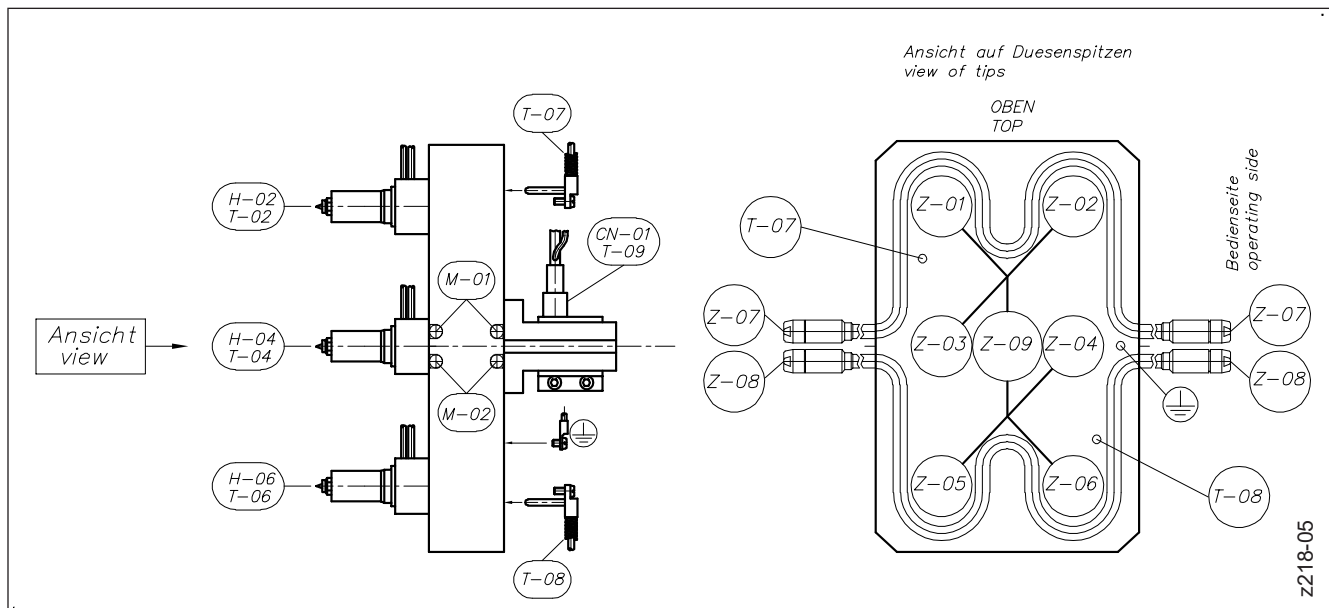 Ansicht auf Duesenspitzen
view of tips
OBEN
TOP
T-07
H-02
T-02
CN-01
T-09
M-01
Ansicht
view
H-04
T-04
M-02
H-06
T-06
T-08
Z-01
Z-02
T-07
Bedienseite
operating side
Z-07
Z-03
Z-09
Z-04
Z-07
Z-08
Z-08
Z-05
Z-06
T-08
z218-05